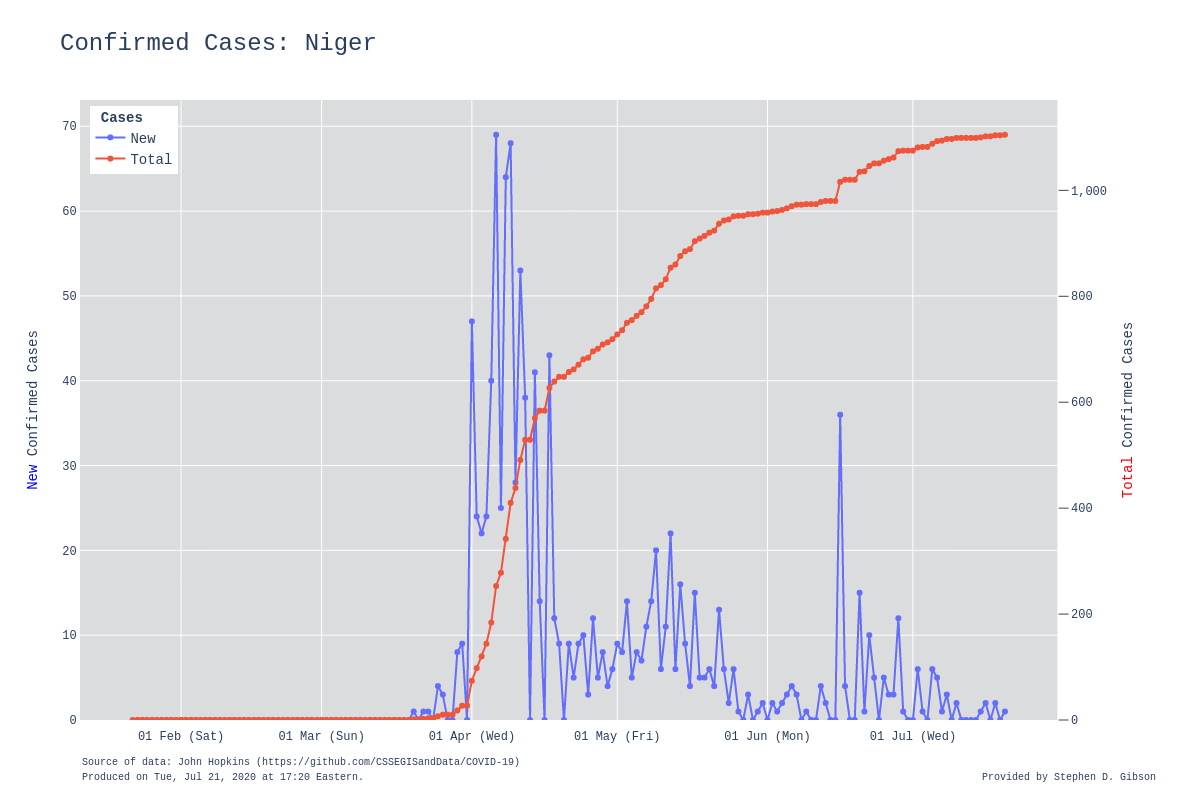 Confirmed Cases: Niger
Cases
New
Total
70
60
50
40
30
20
10
0
1,000
800
600
400
200
0
New Confirmed Cases
Total Confirmed Cases
01 Feb (Sat)
01 Mar (Sun)
01 Apr (Wed)
01 May (Fri)
01 Jun (Mon)
01 Jul (Wed)
Source of data: John Hopkins (https://github.com/CSSEGISandData/COVID-19)
Produced on Tue, Jul 21, 2020 at 17:20 Eastern.
Provided by Stephen D. Gibson